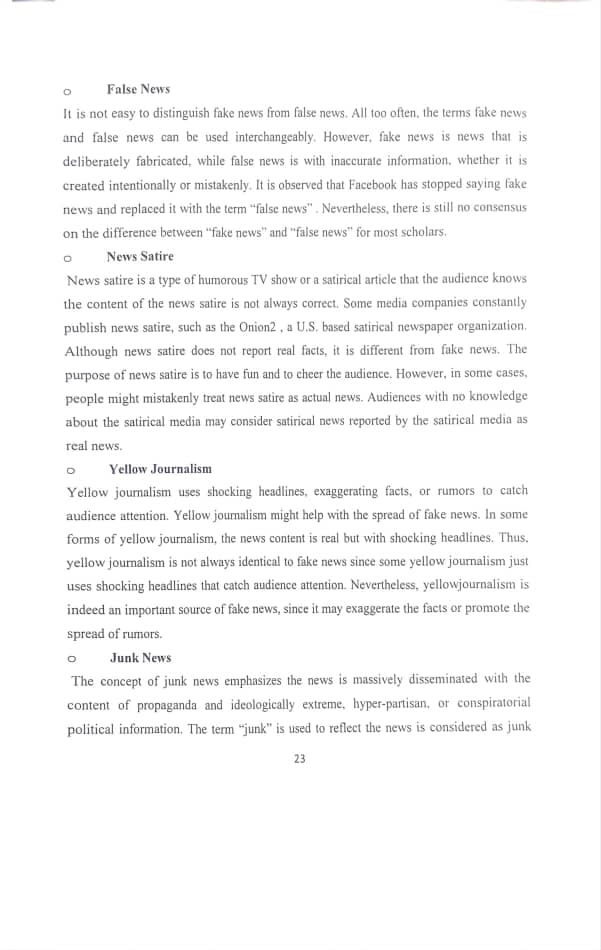 o False News
It is not easy to distinguish fake news from false news. All too often, the terms fake news
and false news can be used interchangeably. However, fake news is news that is
deliberately fabricated, while false news is with inaccurate information, whether it is
created intentionally or mistakenly. It is observed that Facebook has stopped saying fake
news and replaced it with the term “false news” . Nevertheless, there is still no consensus
on the difference between “fake news” and “false news” for most scholars.
o News Satire
News satire is a type of humorous TV show or a satirical article that the audience knows
the content of the news satire is not always correct. Some media companies constantly
publish news satire, such as the Onion2 , a U.S. based satirical newspaper organization.
Although news satire does not report real facts, it is different from fake news. The
purpose of news satire is to have fun and to cheer the audience. However, in some cases,
people might mistakenly treat news satire as actual news. Audiences with no knowledge
about the satirical media may consider satirical news reported by the satirical media as
real news.
o Yellow Journalism
Yellow journalism uses shocking headlines, exaggerating facts, or rumors to catch
audience attention. Yellow journalism might help with the spread of fake news. In some
forms of yellow journalism, the news content is real but with shocking headlines. Thus,
yellow journalism is not always identical to fake news since some yellow journalism just
uses shocking headlines that catch audience attention. Nevertheless, yellowjournalism is
indeed an important source of fake news, since it may exaggerate the facts or promote the
spread of rumors.
o Junk News
The concept of junk news emphasizes the news is massively disseminated with the
content of propaganda and ideologically extreme, hyper-partisan, or conspiratorial
political information. The term “junk” is used to reflect the news is considered as junk
23